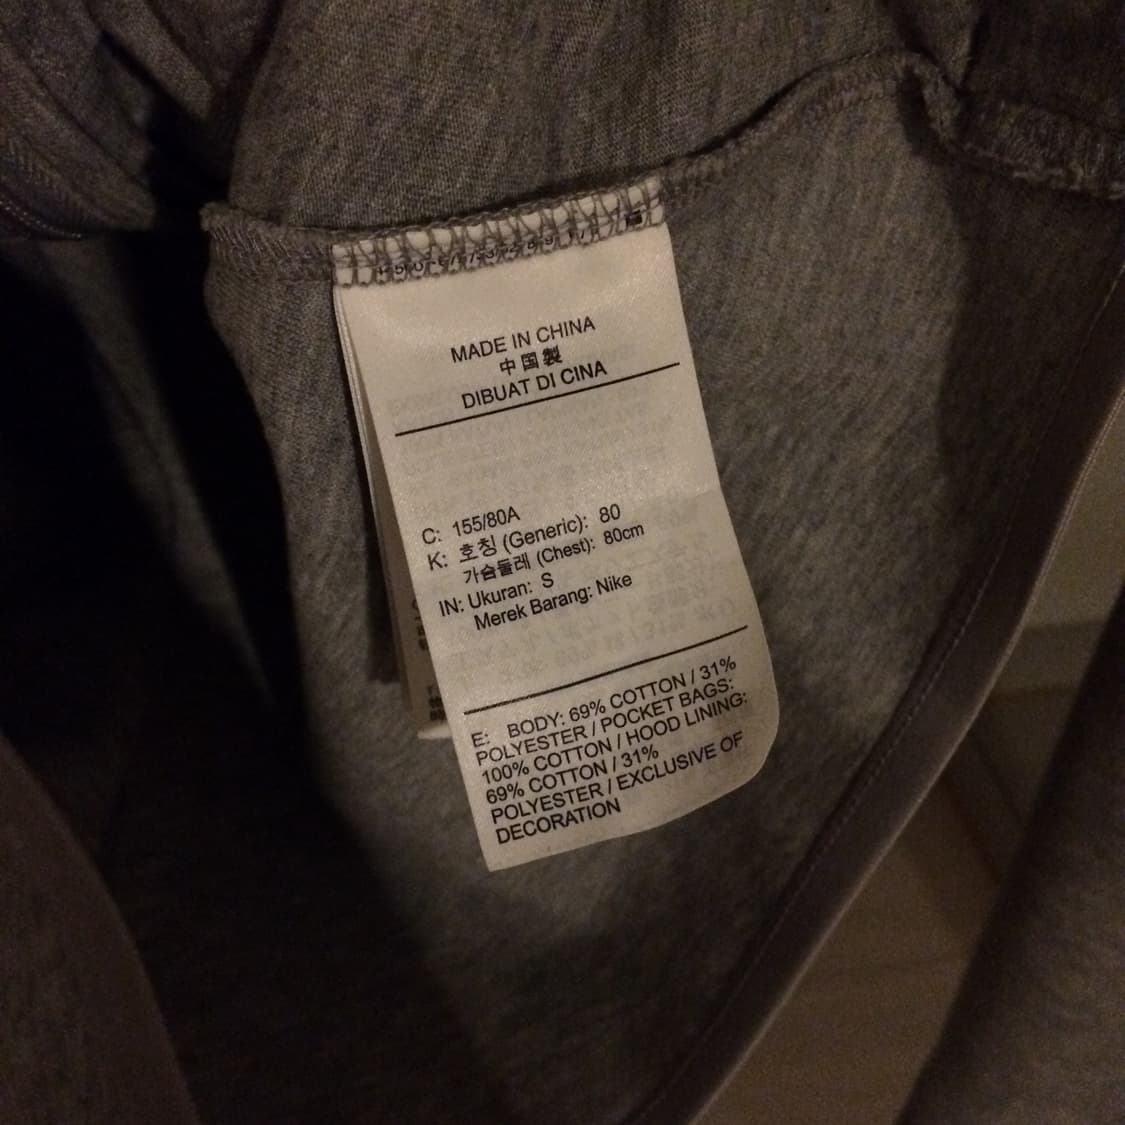 MADE IN CHINA
中国製
DIBUAT DI CINA
C: 155/80A
K: 호칭 (Generic): 80
가슴둘레 (Chest): 80cm
IN: Ukuran: S
Merek Barang: Nike
E: BODY: 69% COTTON / 31%
POLYESTER / POCKET BAGS:
100% COTTON / HOOD LINING:
69% COTTON / 31%
POLYESTER / EXCLUSIVE OF
DECORATION